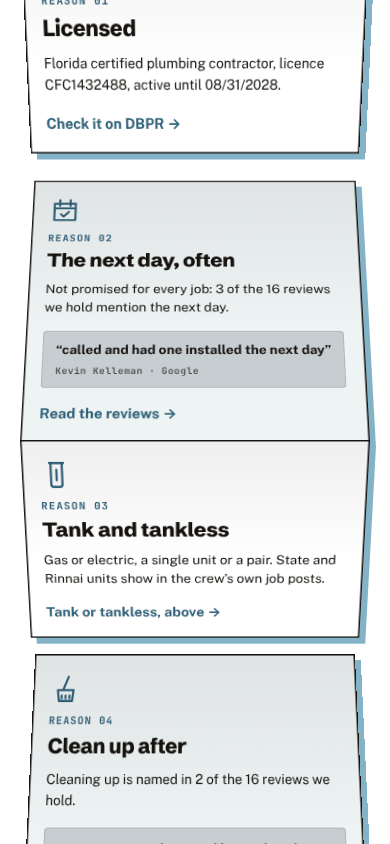 REASON 01
Licensed
Florida certified plumbing contractor, licence
CFC1432488, active until 08/31/2028.
Check it on DBPR →
REASON 02
The next day, often
Not promised for every job: 3 of the 16 reviews
we hold mention the next day.
“called and had one installed the next day”
Kevin Kelleman · Google
Read the reviews →
REASON 03
Tank and tankless
Gas or electric, a single unit or a pair. State and
Rinnai units show in the crew’s own job posts.
Tank or tankless, above →
REASON 04
Clean up after
Cleaning up is named in 2 of the 16 reviews we
hold.